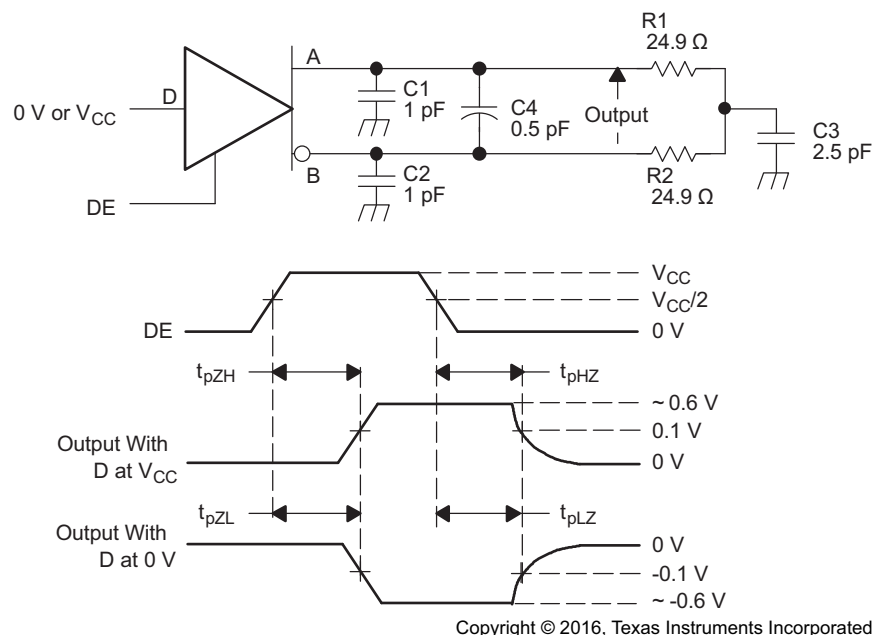 R1
24.9 Ω
A
D
0 V or VCC
C1
1 pF
C4
0.5 pF
Output
C3
2.5 pF
B
C2
1 pF
R2
24.9 Ω
DE
VCC
VCC/2
DE
0 V
tpZH
tpHZ
~ 0.6 V
0.1 V
Output With
D at VCC
0 V
tpZL
tpLZ
Output With
D at 0 V
0 V
-0.1 V
~ -0.6 V
Copyright © 2016, Texas Instruments Incorporated